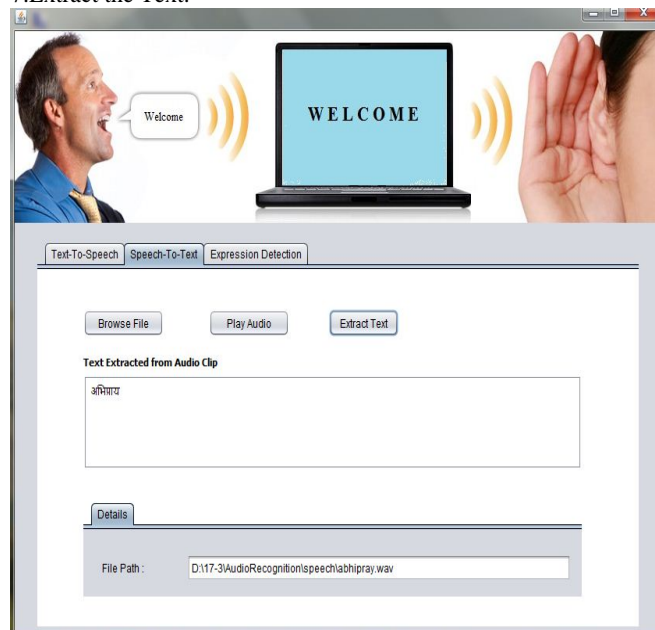 7.Extract the Text:
Welcome
WELCOME
Text-To-Speech Speech-To-Text Expression Detection
Browse File Play Audio Extract Text
Text Extracted from Audio Clip
अभिप्राय
Details
File Path : D:\17-3\AudioRecognition\speech\abhipray.wav